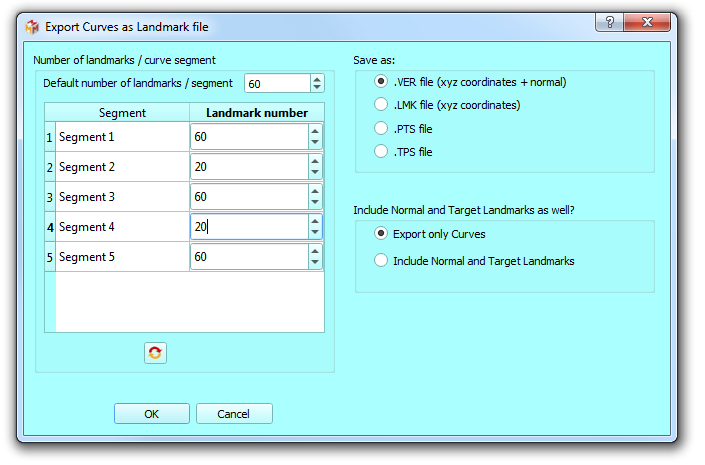 Export Curves as Landmark file
?
Number of landmarks / curve segment
Default number of landmarks / segment 60
Segment Landmark number
1 Segment 1 60
2 Segment 2 20
3 Segment 3 60
4 Segment 4 20
5 Segment 5 60
OK Cancel
Save as:
.VER file (xyz coordinates + normal)
.LMK file (xyz coordinates)
.PTS file
.TPS file
Include Normal and Target Landmarks as well?
Export only Curves
Include Normal and Target Landmarks